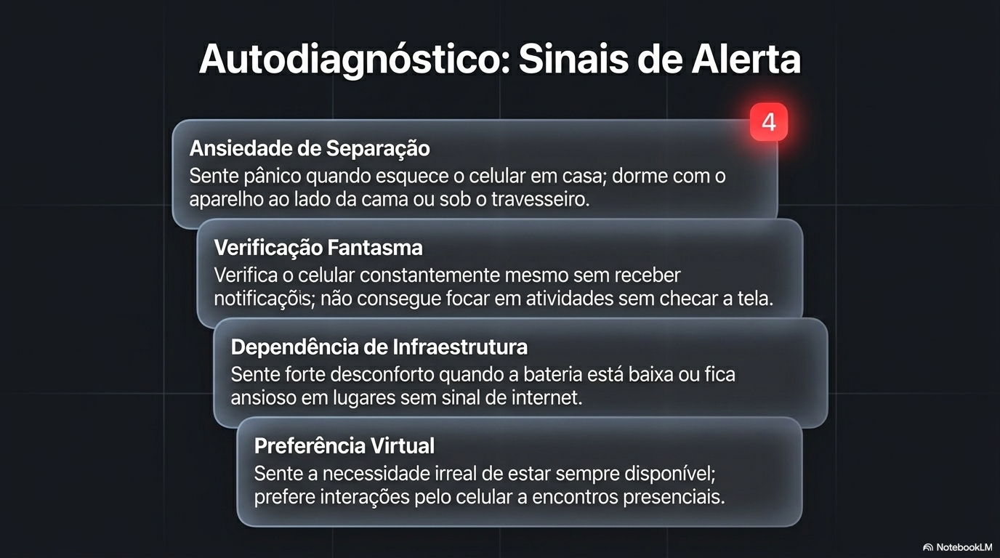 Autodiagnóstico: Sinais de Alerta
4
Ansiedade de Separação
Sente pânico quando esquece o celular em casa; dorme com o
aparelho ao lado da cama ou sob o travesseiro.
Verificação Fantasma
Verifica o celular constantemente mesmo sem receber
notificaçõis; não consegue focar em atividades sem checar a tela.
Dependência de Infraestrutura
Sente forte desconforto quando a bateria está baixa ou fica
ansioso em lugares sem sinal de internet.
Preferência Virtual
Sente a necessidade irreal de estar sempre disponível;
prefere interações pelo celular a encontros presenciais.
NotebookLM